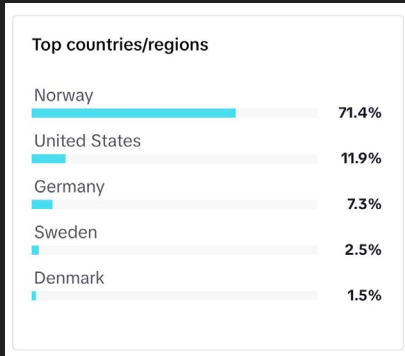 Top countries/regions
Norway
71.4%
United States
11.9%
Germany
7.3%
Sweden
2.5%
Denmark
1.5%